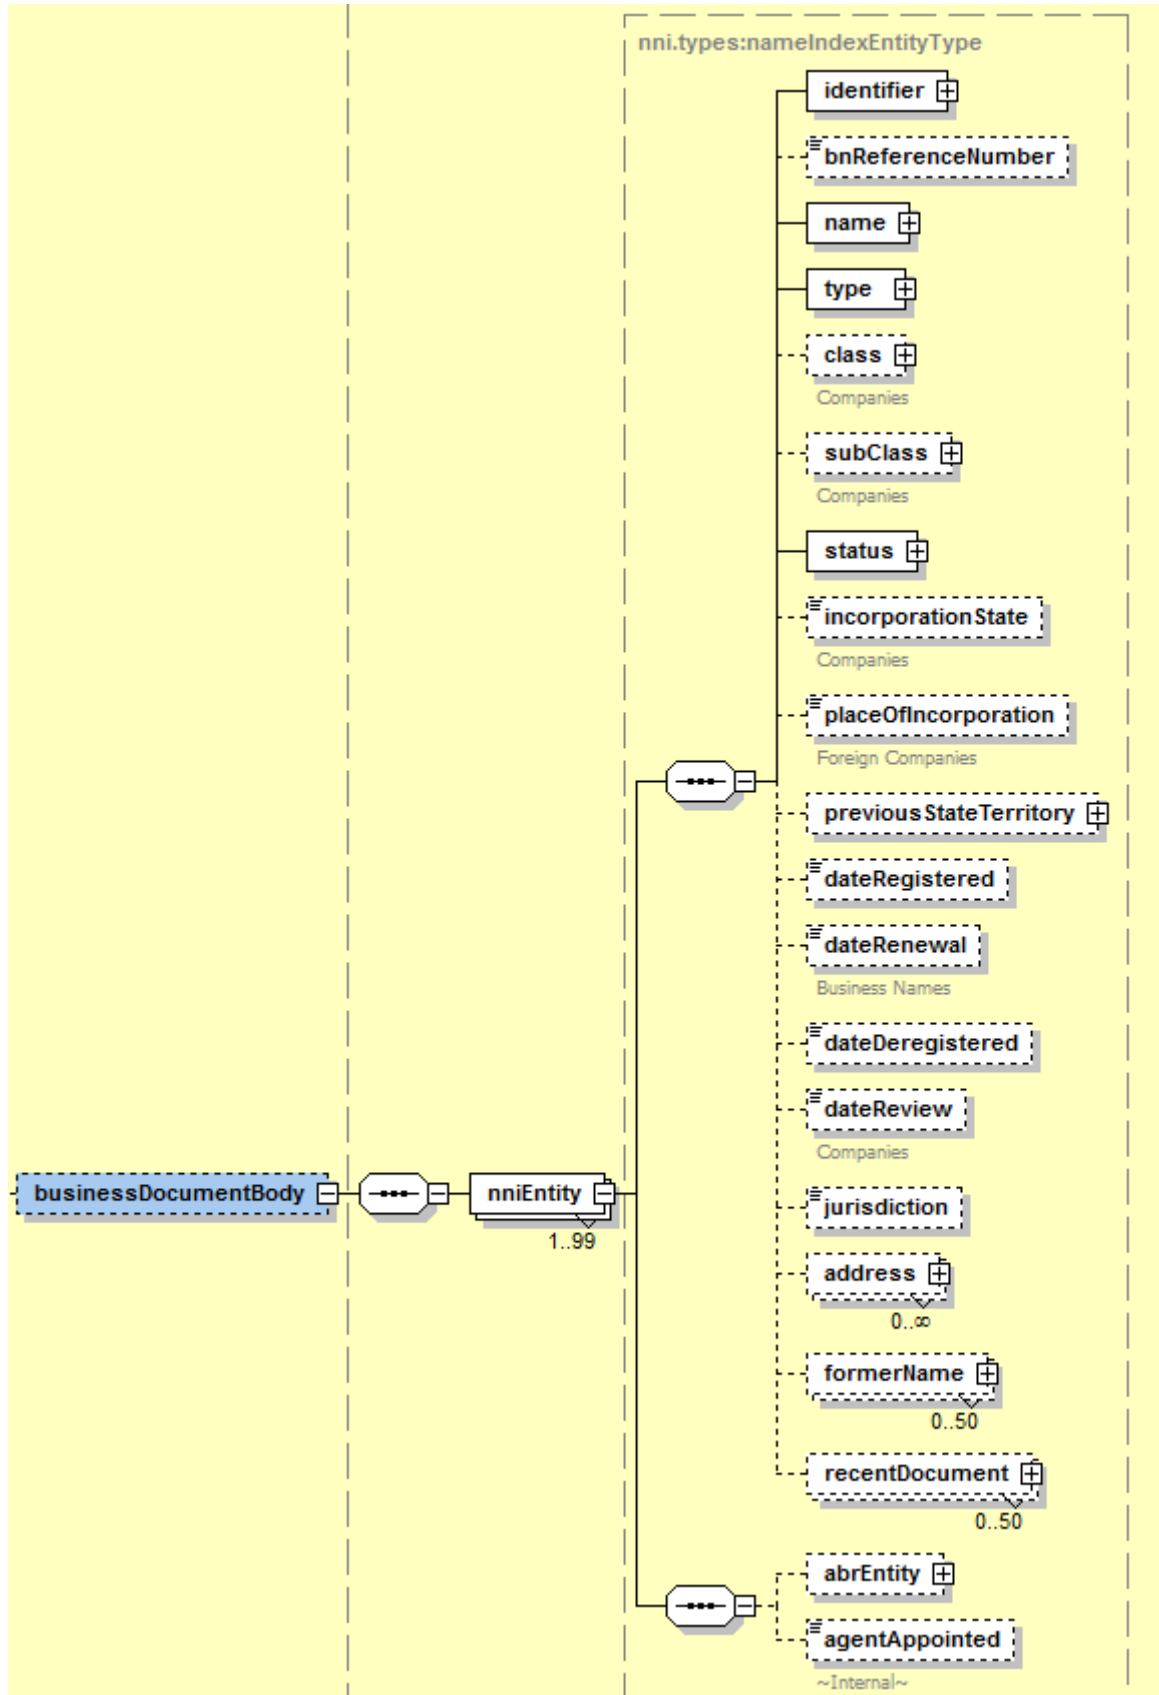 nni.types:nameIndexEntityType
identifier
bnReferenceNumber
name
type
class
Companies
subClass
Companies
status
incorporationState
Companies
placeOfIncorporation
Foreign Companies
previousStateTerritory
dateRegistered
dateRenewal
Business Names
dateDeregistered
dateReview
Companies
businessDocumentBody
nniEntity
1..99
jurisdiction
address
0..∞
formerName
0..50
recentDocument
0..50
abrEntity
agentAppointed
~Internal~